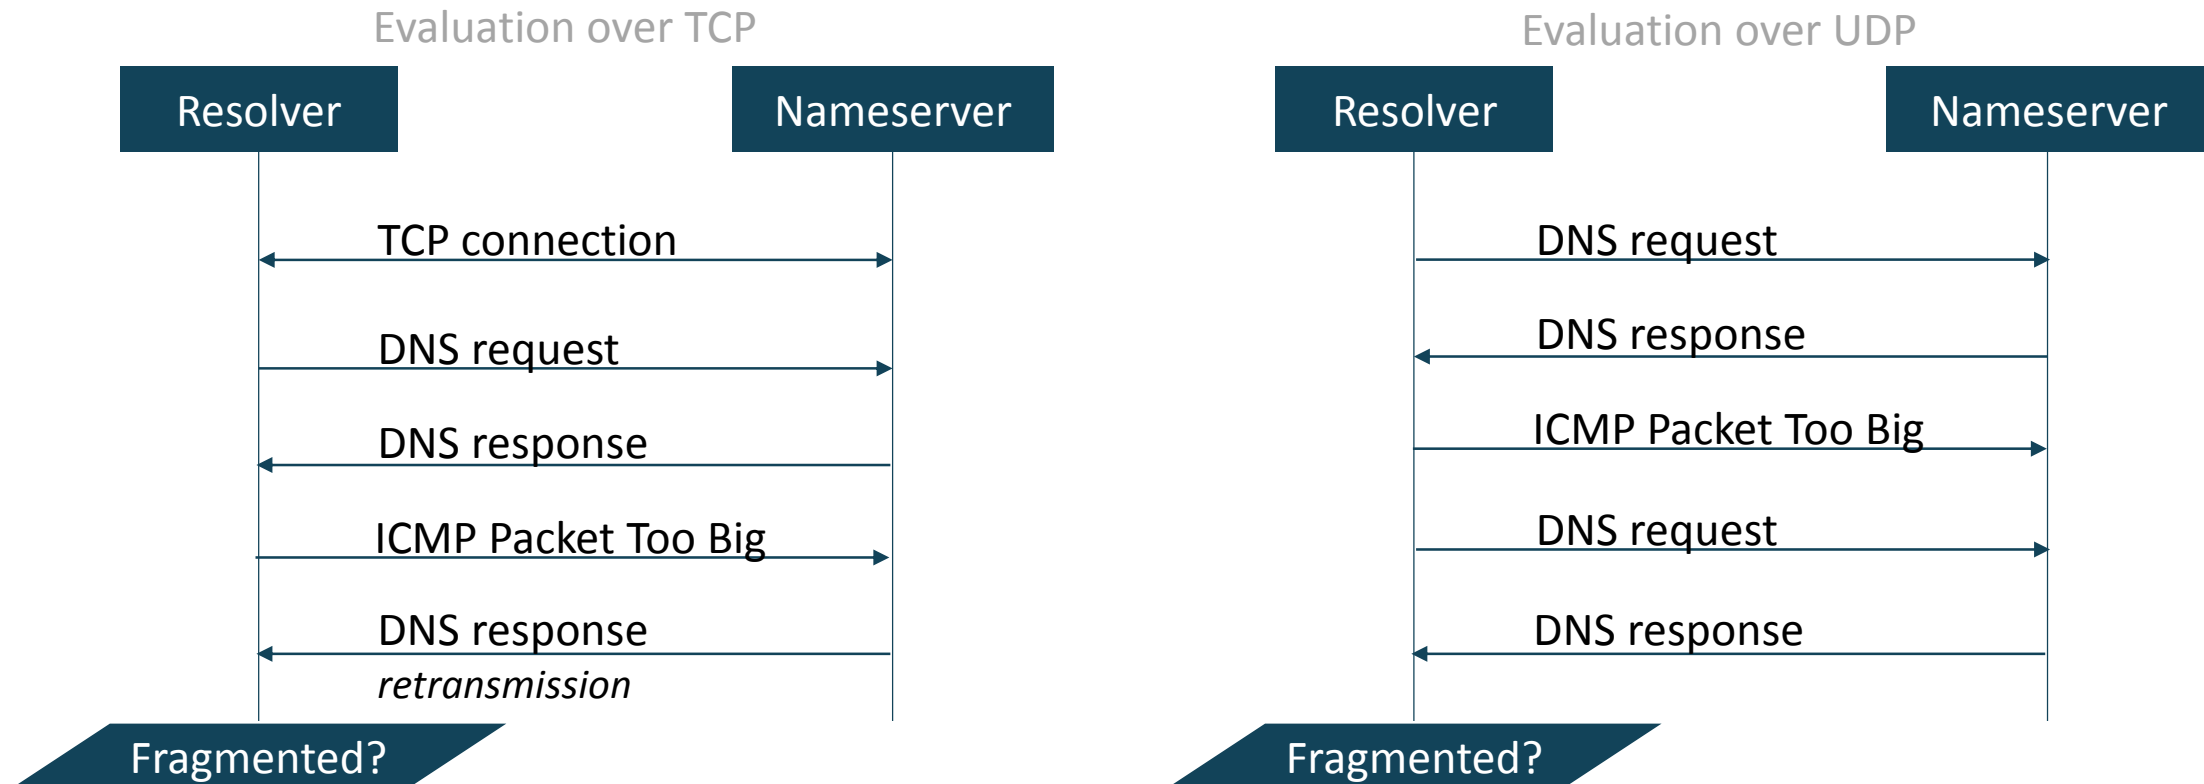 Evaluation over TCP
Resolver
Nameserver
TCP connection
DNS request
DNS response
ICMP Packet Too Big
DNS response
retransmission
Fragmented?
Evaluation over UDP
Resolver
Nameserver
DNS request
DNS response
ICMP Packet Too Big
DNS request
DNS response
Fragmented?